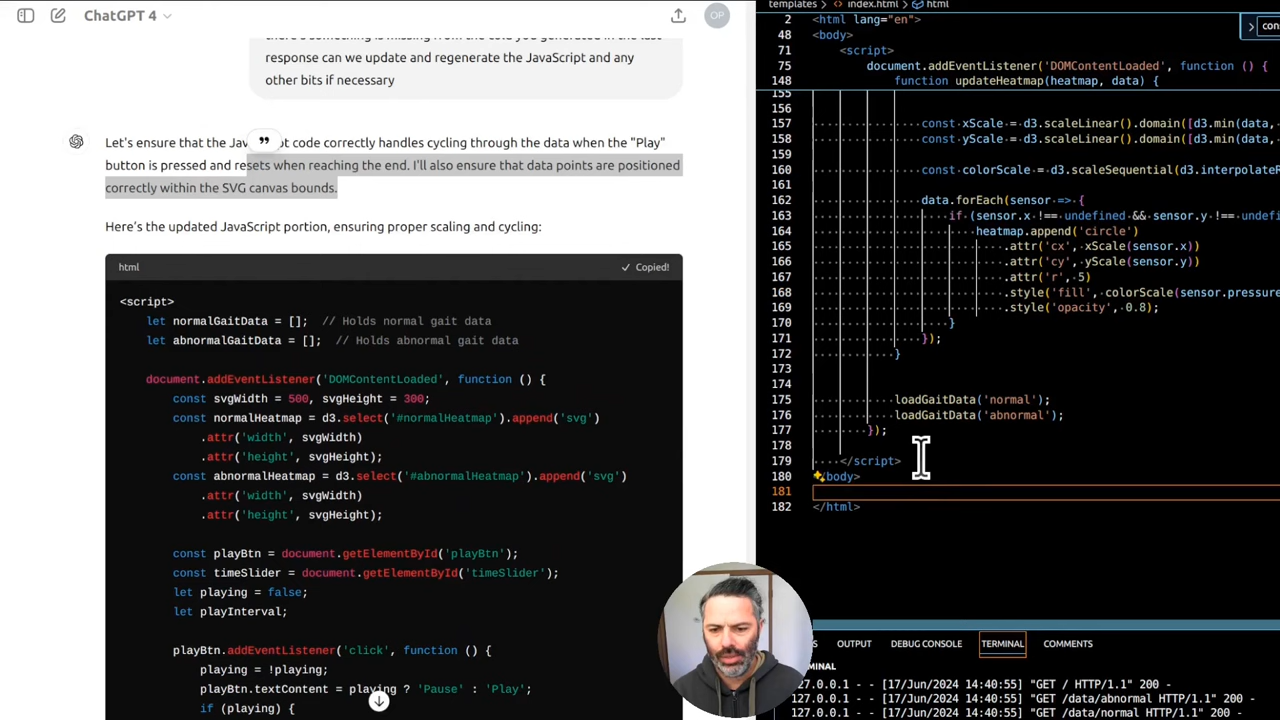 ChatGPT 4
OP
response can we update and regenerate the JavaScript and any
other bits if necessary
Let's ensure that the Jav t code correctly handles cycling through the data when the "Play"
button is pressed and resets when reaching the end. I'll also ensure that data points are positioned
correctly within the SVG canvas bounds.
Here's the updated JavaScript portion, ensuring proper scaling and cycling:
html
Copied!
<script>
let normalGaitData = []; // Holds normal gait data
let abnormalGaitData = []; // Holds abnormal gait data
document.addEventListener('DOMContentLoaded', function () {
const svgWidth = 500, svgHeight = 300;
const normalHeatmap = d3.select('#normalHeatmap').append('svg')
.attr('width', svgWidth)
.attr('height', svgHeight);
const abnormalHeatmap = d3.select('#abnormalHeatmap').append('svg')
.attr('width', svgWidth)
.attr('height', svgHeight);
const playBtn = document.getElementById('playBtn');
const timeSlider = document.getElementById('timeSlider');
let playing = false;
let playInterval;
playBtn.addEventListener('click', function () {
playing = !playing;
playBtn.textContent = playing ? 'Pause' : 'Play';
if (playing) {
templates > <> index.html > html
2 <html lang="en">
48 <body>
71 <script>
75 document.addEventListener('DOMContentLoaded', function () {
148 function updateHeatmap(heatmap, data) {
> con
155
156
157 const xScale = d3.scaleLinear().domain([d3.min(data,
158 const yScale = d3.scaleLinear().domain([d3.min(data,
159
160 const colorScale = d3.scaleSequential(d3.interpolateR
161
162 data.forEach(sensor => {
163 if (sensor.x !== undefined && sensor.y !== undef
164 heatmap.append('circle')
165 .attr('cx', xScale(sensor.x))
166 .attr('cy', yScale(sensor.y))
167 .attr('r', 5)
168 .style('fill', colorScale(sensor.pressure
169 .style('opacity', 0.8);
170 }
171 });
172 }
173
174
175 loadGaitData('normal');
176 loadGaitData('abnormal');
177 });
178
179 </script>
180 </body>
181
182 </html>
S OUTPUT DEBUG CONSOLE TERMINAL COMMENTS
RMINAL
127.0.0.1 - - [17/Jun/2024 14:40:55] "GET / HTTP/1.1" 200 -
127.0.0.1 - - [17/Jun/2024 14:40:55] "GET /data/abnormal HTTP/1.1" 200 -
127.0.0.1 - - [17/Jun/2024 14:40:55] "GET /data/normal HTTP/1.1" 200 -